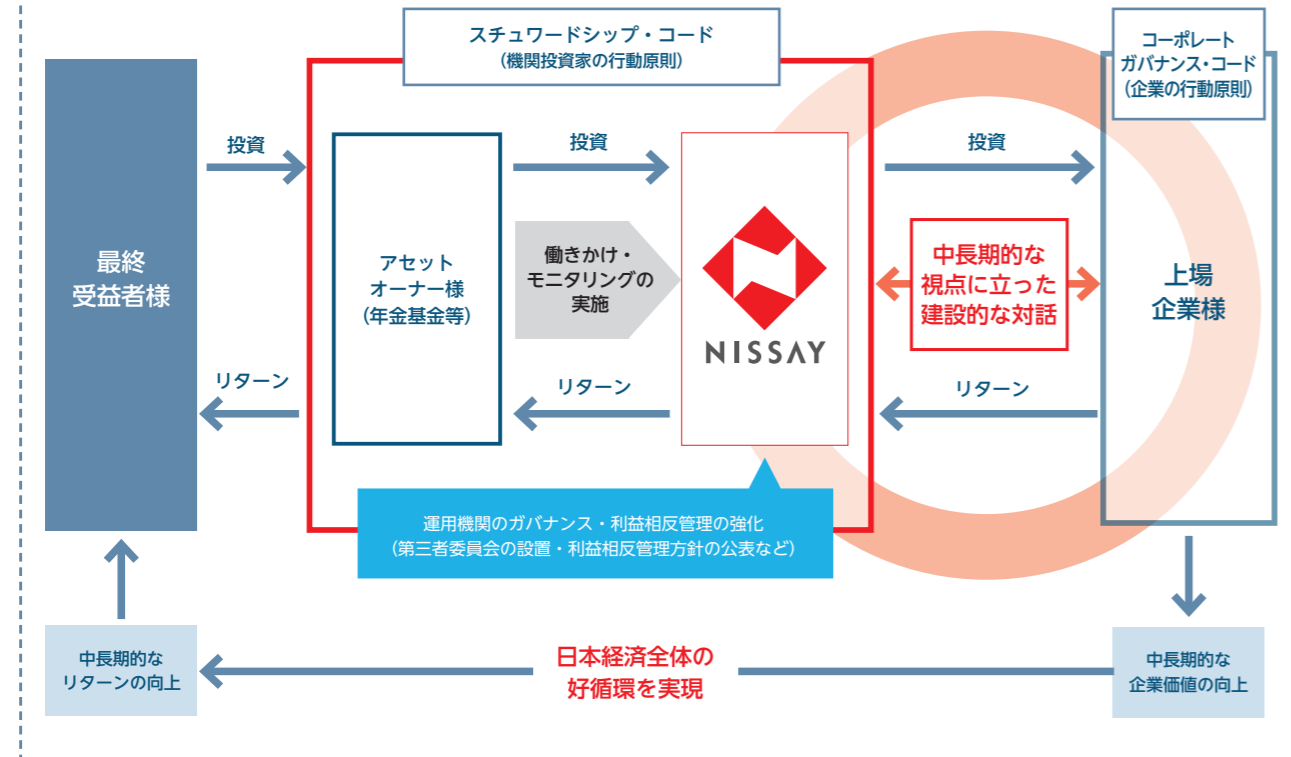 スチュワードシップ・コード
(機関投資家の行動原則)
コーポレート
ガバナンス・コード
(企業の行動原則)
投資
投資
投資
最終
受益者様
アセット
オーナー様
(年金基金等)
働きかけ・
モニタリングの
実施
NISSAY
中長期的な
視点に立った
建設的な対話
上場
企業様
リターン
リターン
リターン
運用機関のガバナンス・利益相反管理の強化
(第三者委員会の設置・利益相反管理方針の公表など)
中長期的な
リターンの向上
日本経済全体の
好循環を実現
中長期的な
企業価値の向上